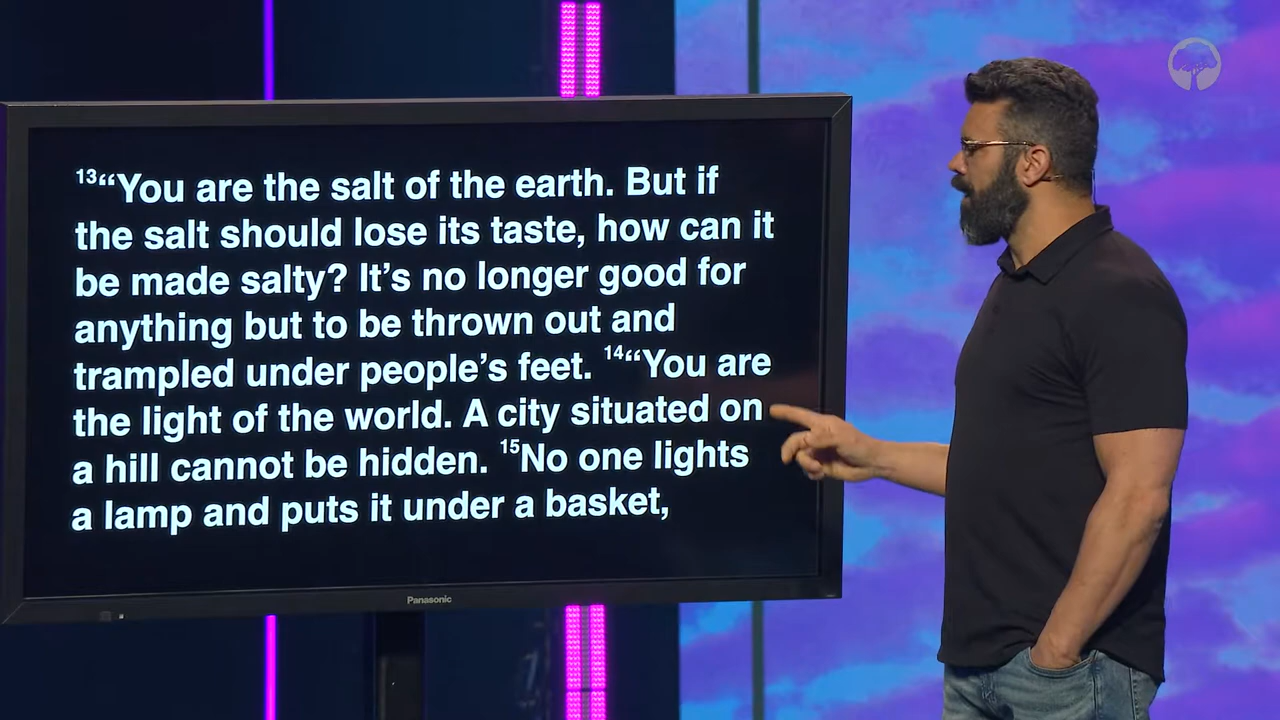 ¹³“You are the salt of the earth. But if
the salt should lose its taste, how can it
be made salty? It’s no longer good for
anything but to be thrown out and
trampled under people’s feet. ¹⁴“You are
the light of the world. A city situated on
a hill cannot be hidden. ¹⁵No one lights
a lamp and puts it under a basket,
Panasonic